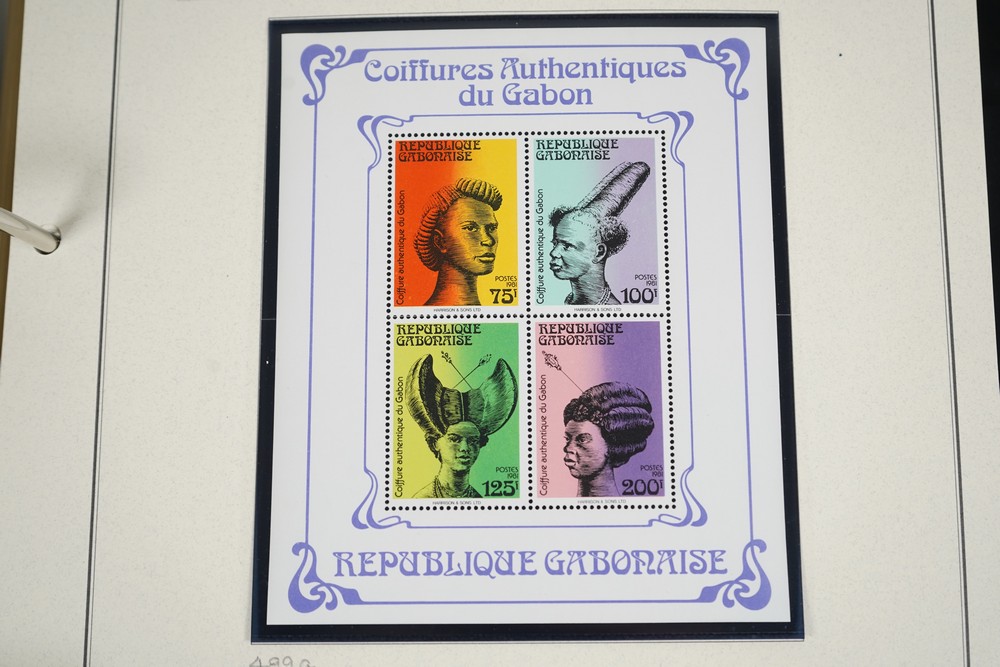 Coiffures Authentiques
du Gabon
REPUBLIQUE
GABONAISE
Coiffure authentique du Gabon
POSTES
1981
75F
HARRISON & SONS LTD.
REPUBLIQUE
GABONAISE
Coiffure authentique du Gabon
POSTES
1981
100F
HARRISON & SONS LTD.
REPUBLIQUE
GABONAISE
Coiffure authentique du Gabon
POSTES
1981
125F
HARRISON & SONS LTD.
REPUBLIQUE
GABONAISE
Coiffure authentique du Gabon
POSTES
1981
200F
HARRISON & SONS LTD.
REPUBLIQUE GABONAISE
499a